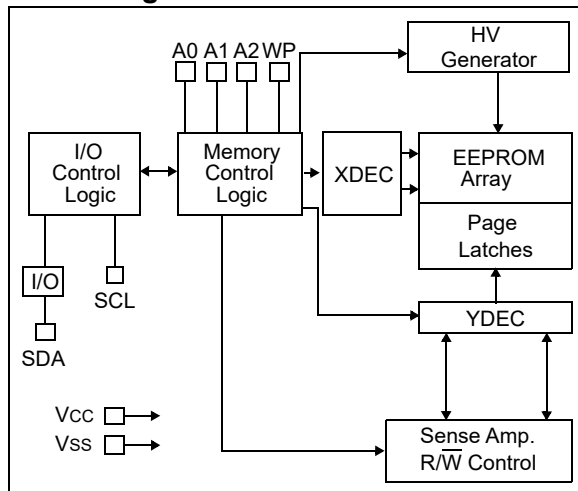 A0 A1 A2 WP
HV
Generator
I/O
Control
Logic
Memory
Control
Logic
XDEC
EEPROM
Array
Page
Latches
I/O
SCL
SDA
YDEC
VCC
VSS
Sense Amp.
R/W̅ Control